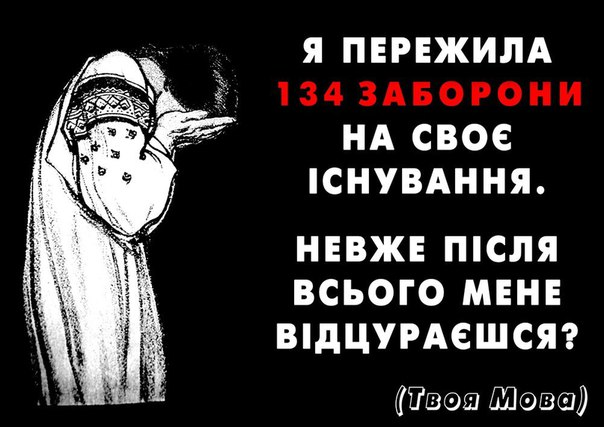 Я ПЕРЕЖИЛА
134 ЗАБОРОНИ
НА СВОЄ
ІСНУВАННЯ.
НЕВЖЕ ПІСЛЯ
ВСЬОГО МЕНЕ
ВІДЦУРАЄШСЯ?
(Твоя Мова)